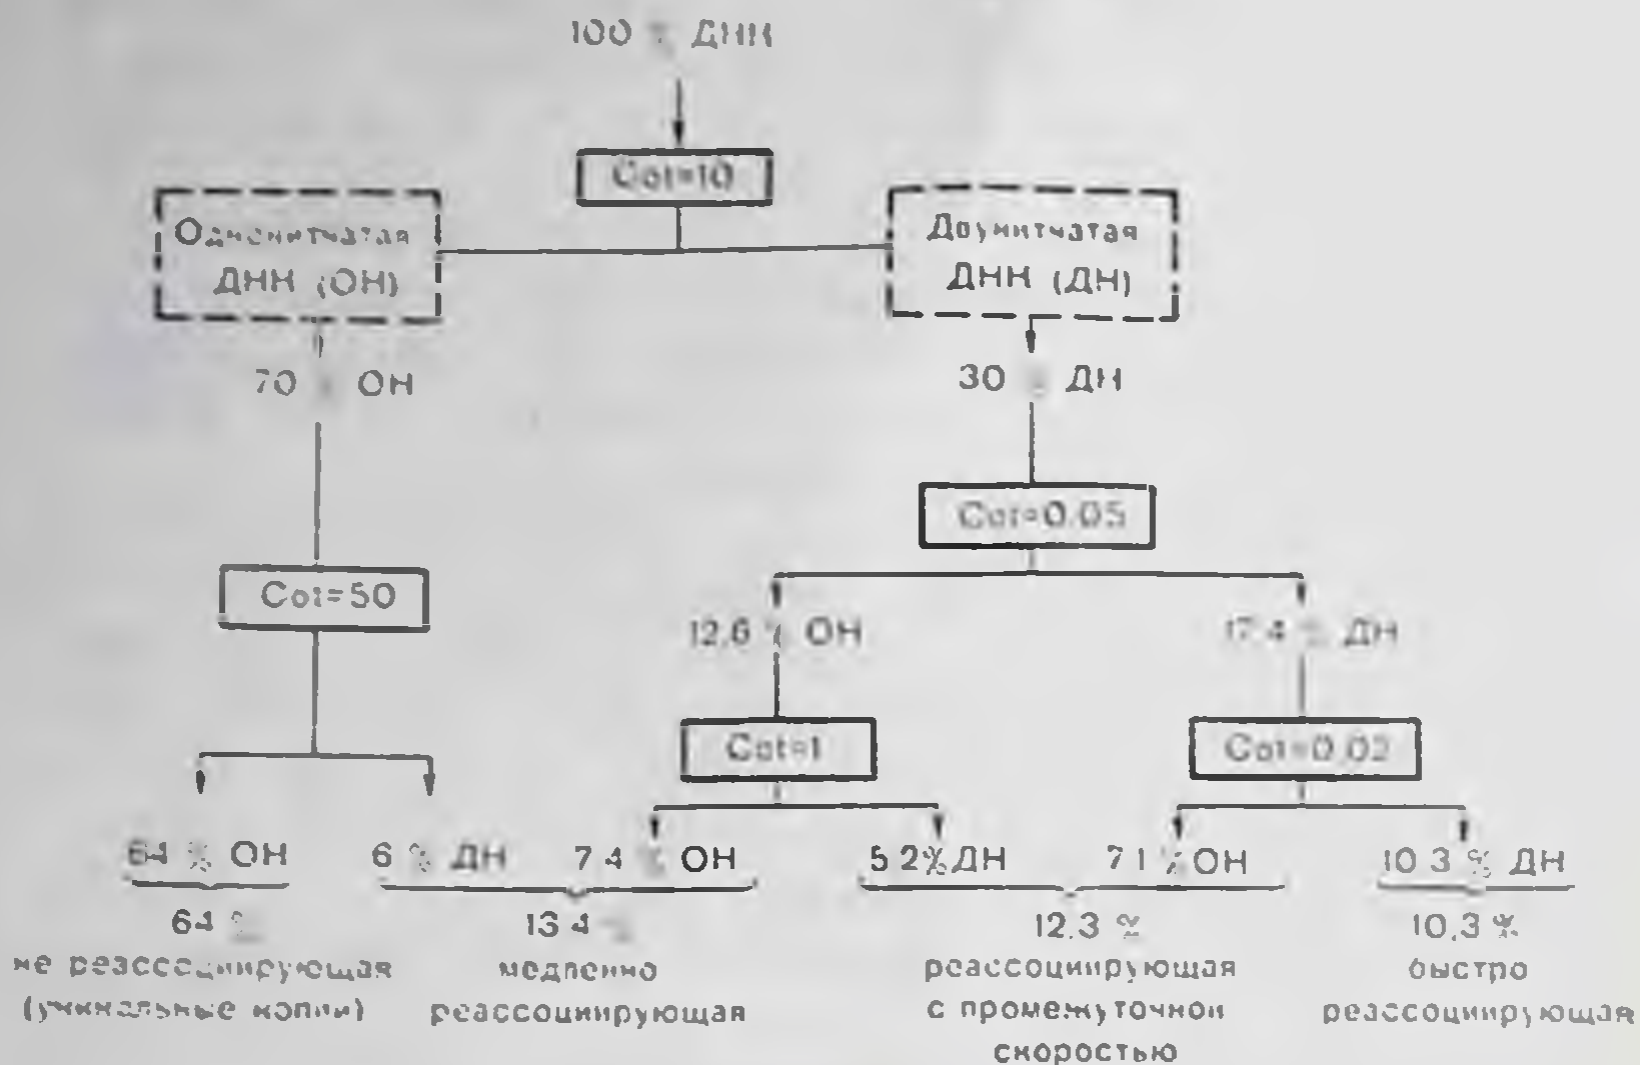 100 % ДНК
Cot=10
Однонитчатая
ДНК (ОН)
Двунитчатая
ДНК (ДН)
70 % ОН
30 % ДН
Cot=0.05
Cot=50
12.6 % ОН
17.4 % ДН
Cot=1
Cot=0.02
64 % ОН
6 % ДН
7.4 % ОН
5.2% ДН
7.1 % ОН
10.3 % ДН
64 %
13.4 %
12.3 %
10,3 %
не реассоциирующая
(уникальные копии)
медленно
реассоциирующая
реассоциирующая
с промежуточной
скоростью
быстро
реассоциирующая